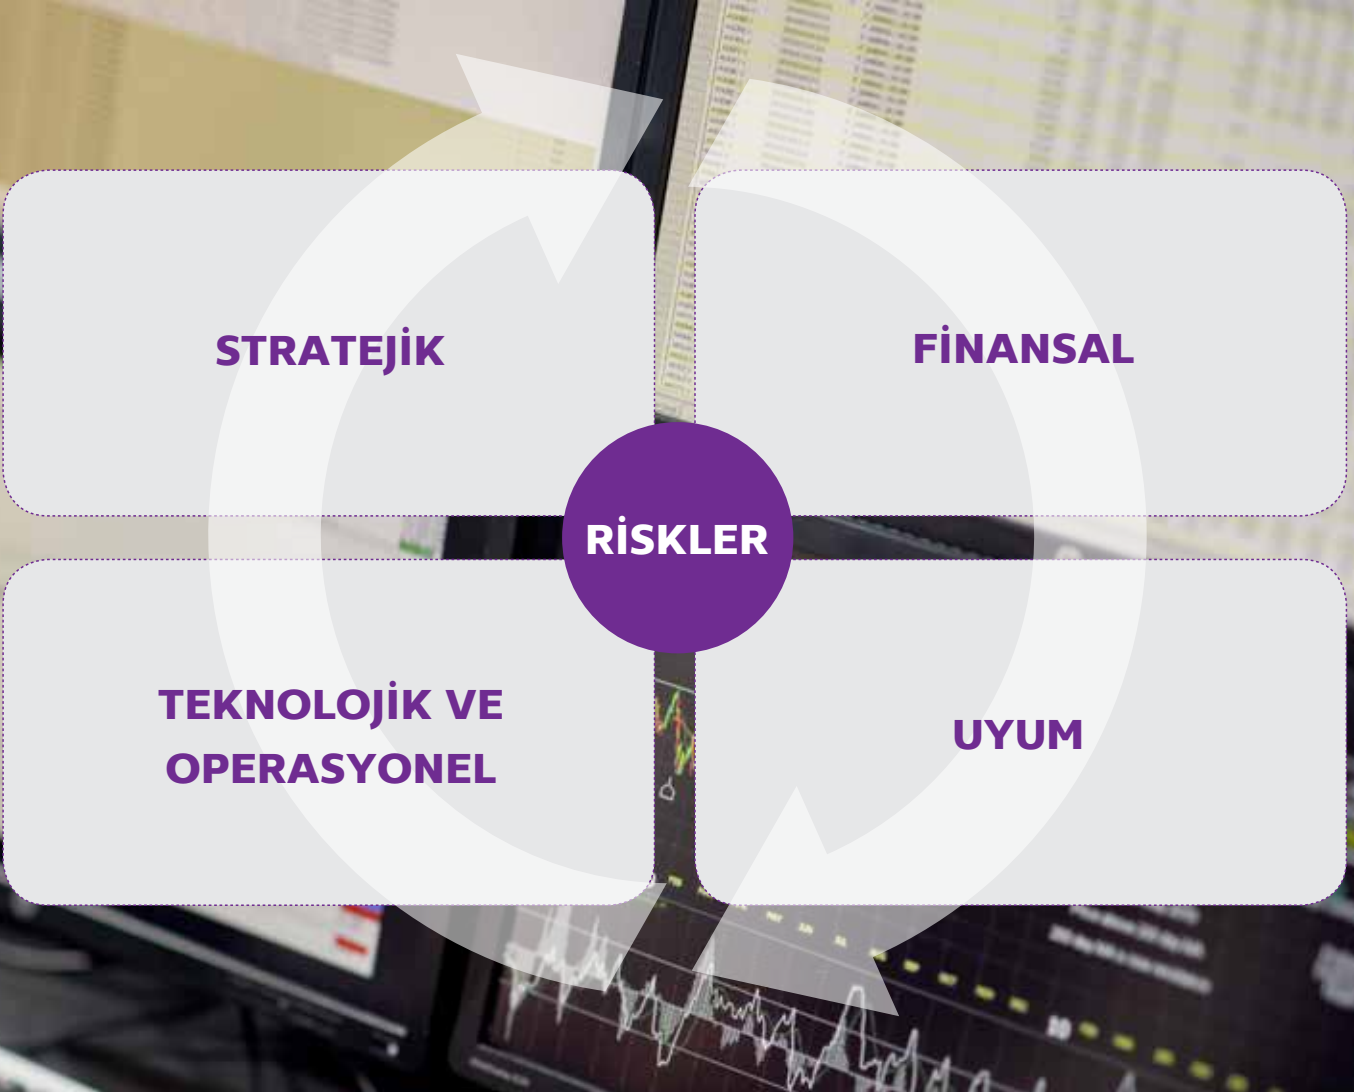 STRATEJİK
FİNANSAL
RİSKLER
TEKNOLOJİK VE
OPERASYONEL
UYUM